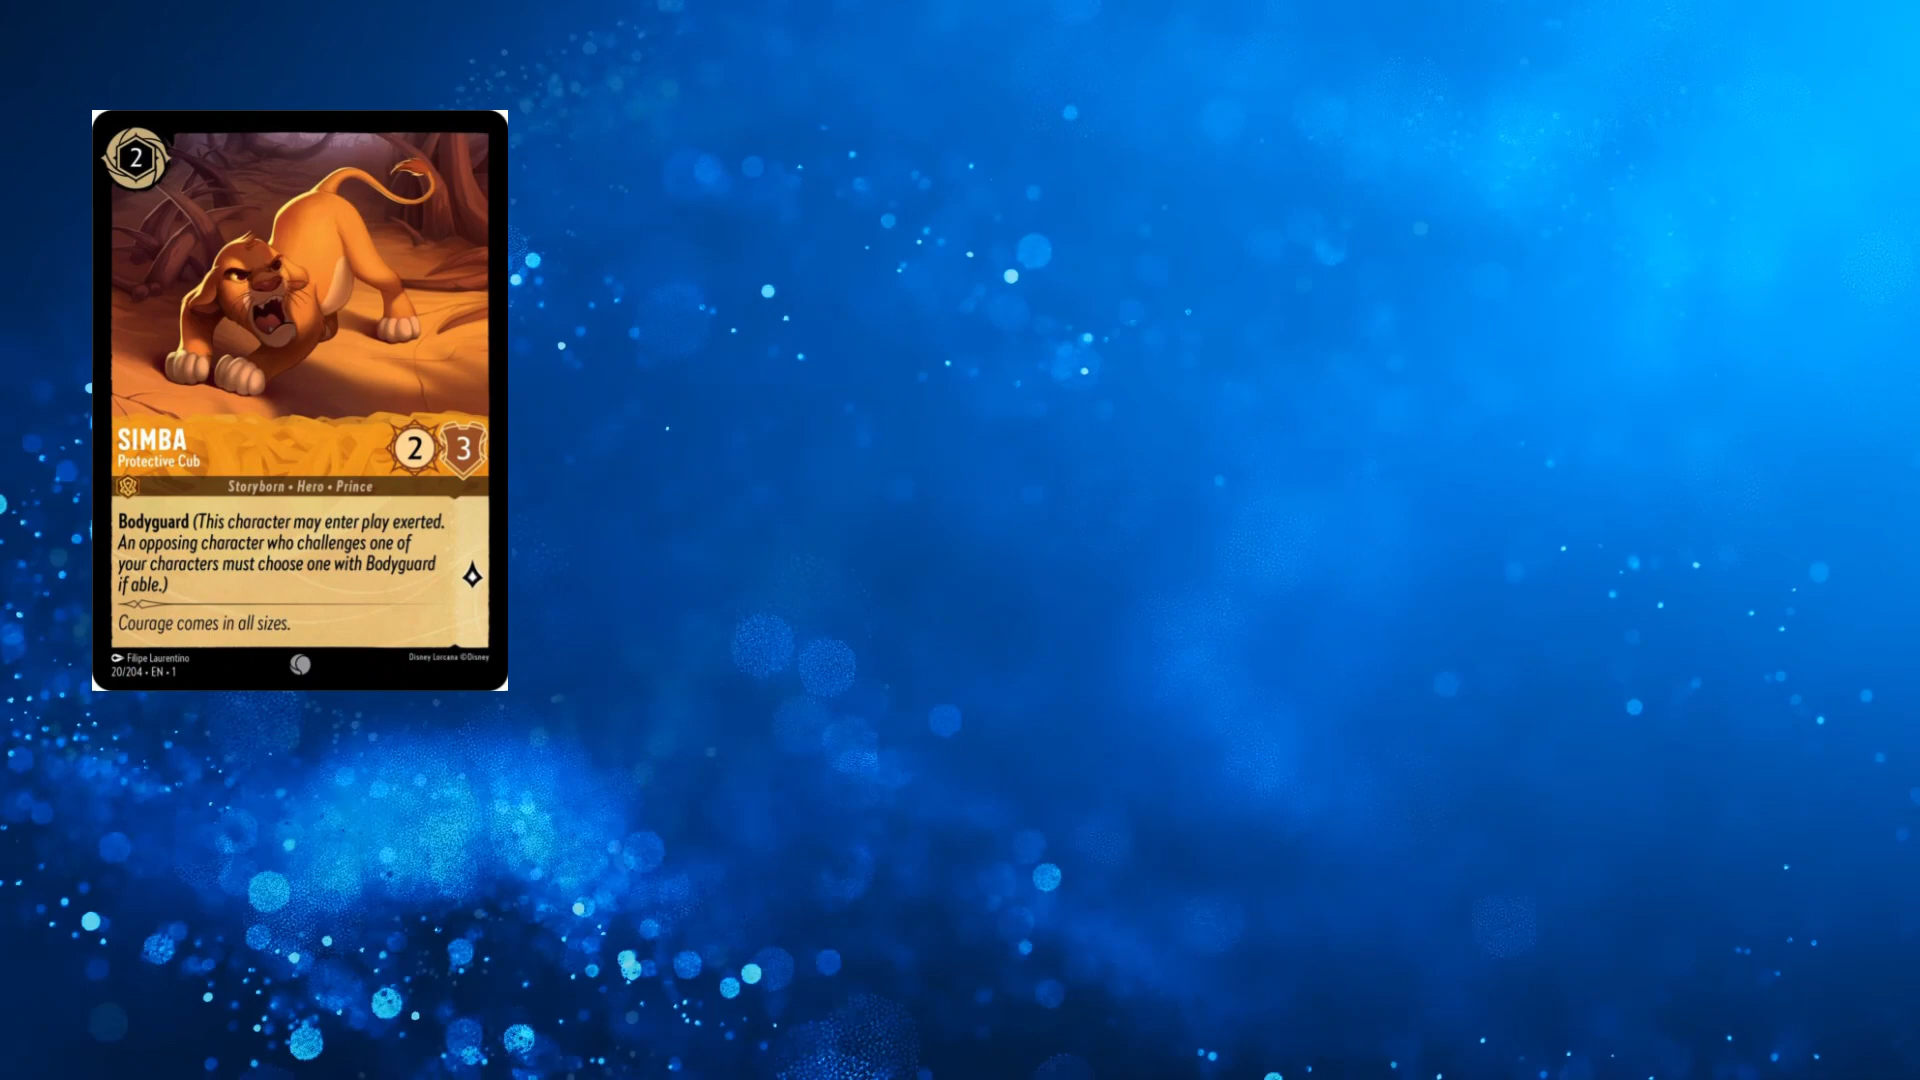 2
SIMBA
Protective Cub
2 3
Storyborn • Hero • Prince
Bodyguard (This character may enter play exerted.
An opposing character who challenges one of
your characters must choose one with Bodyguard
if able.)
Courage comes in all sizes.
Filipe Laurentino
20/204 • EN • 1
Disney Lorcana ©Disney